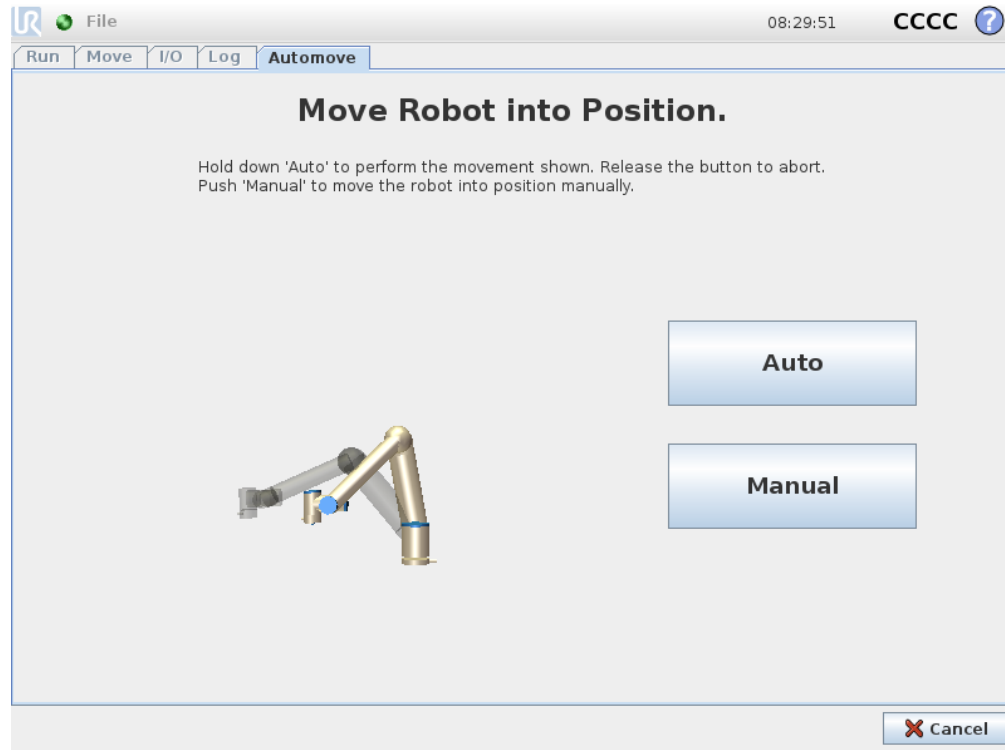 UR File 08:29:51 CCCC ?
Run Move I/O Log Automove
Move Robot into Position.
Hold down 'Auto' to perform the movement shown. Release the button to abort.
Push 'Manual' to move the robot into position manually.
Auto
Manual
Cancel